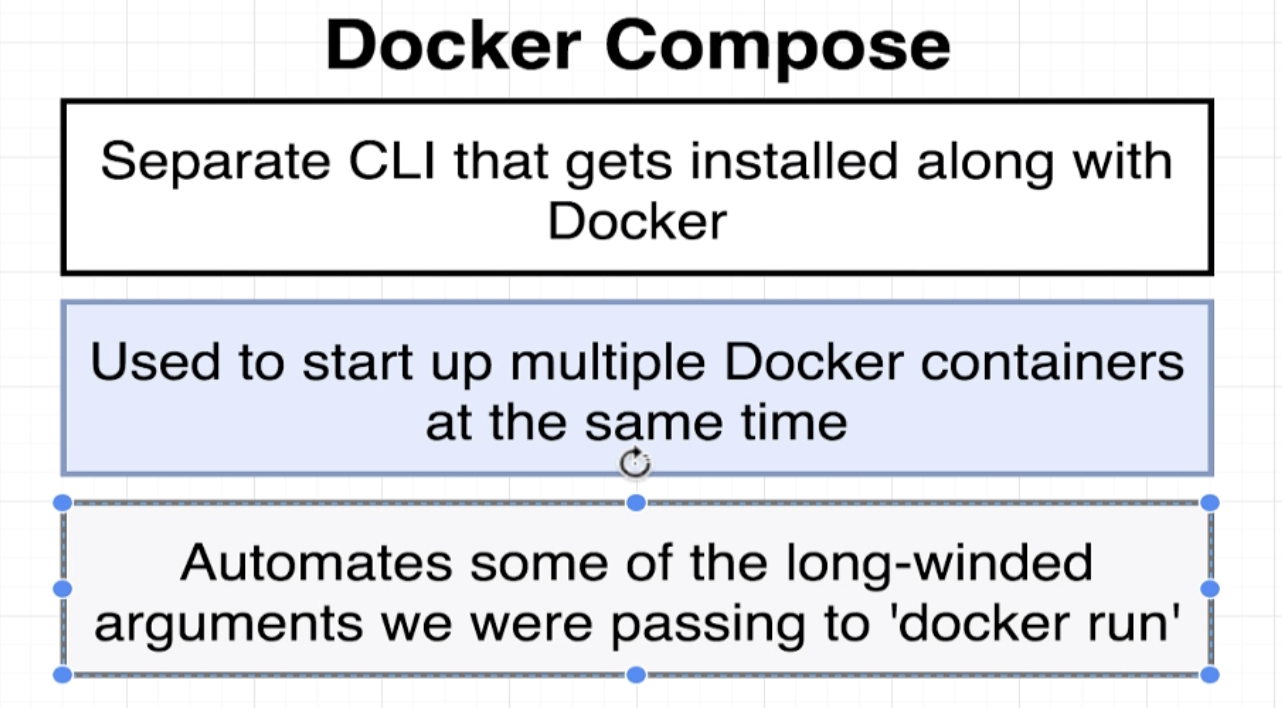 Docker Compose
Separate CLI that gets installed along with
Docker
Used to start up multiple Docker containers
at the same time
Automates some of the long-winded
arguments we were passing to 'docker run'